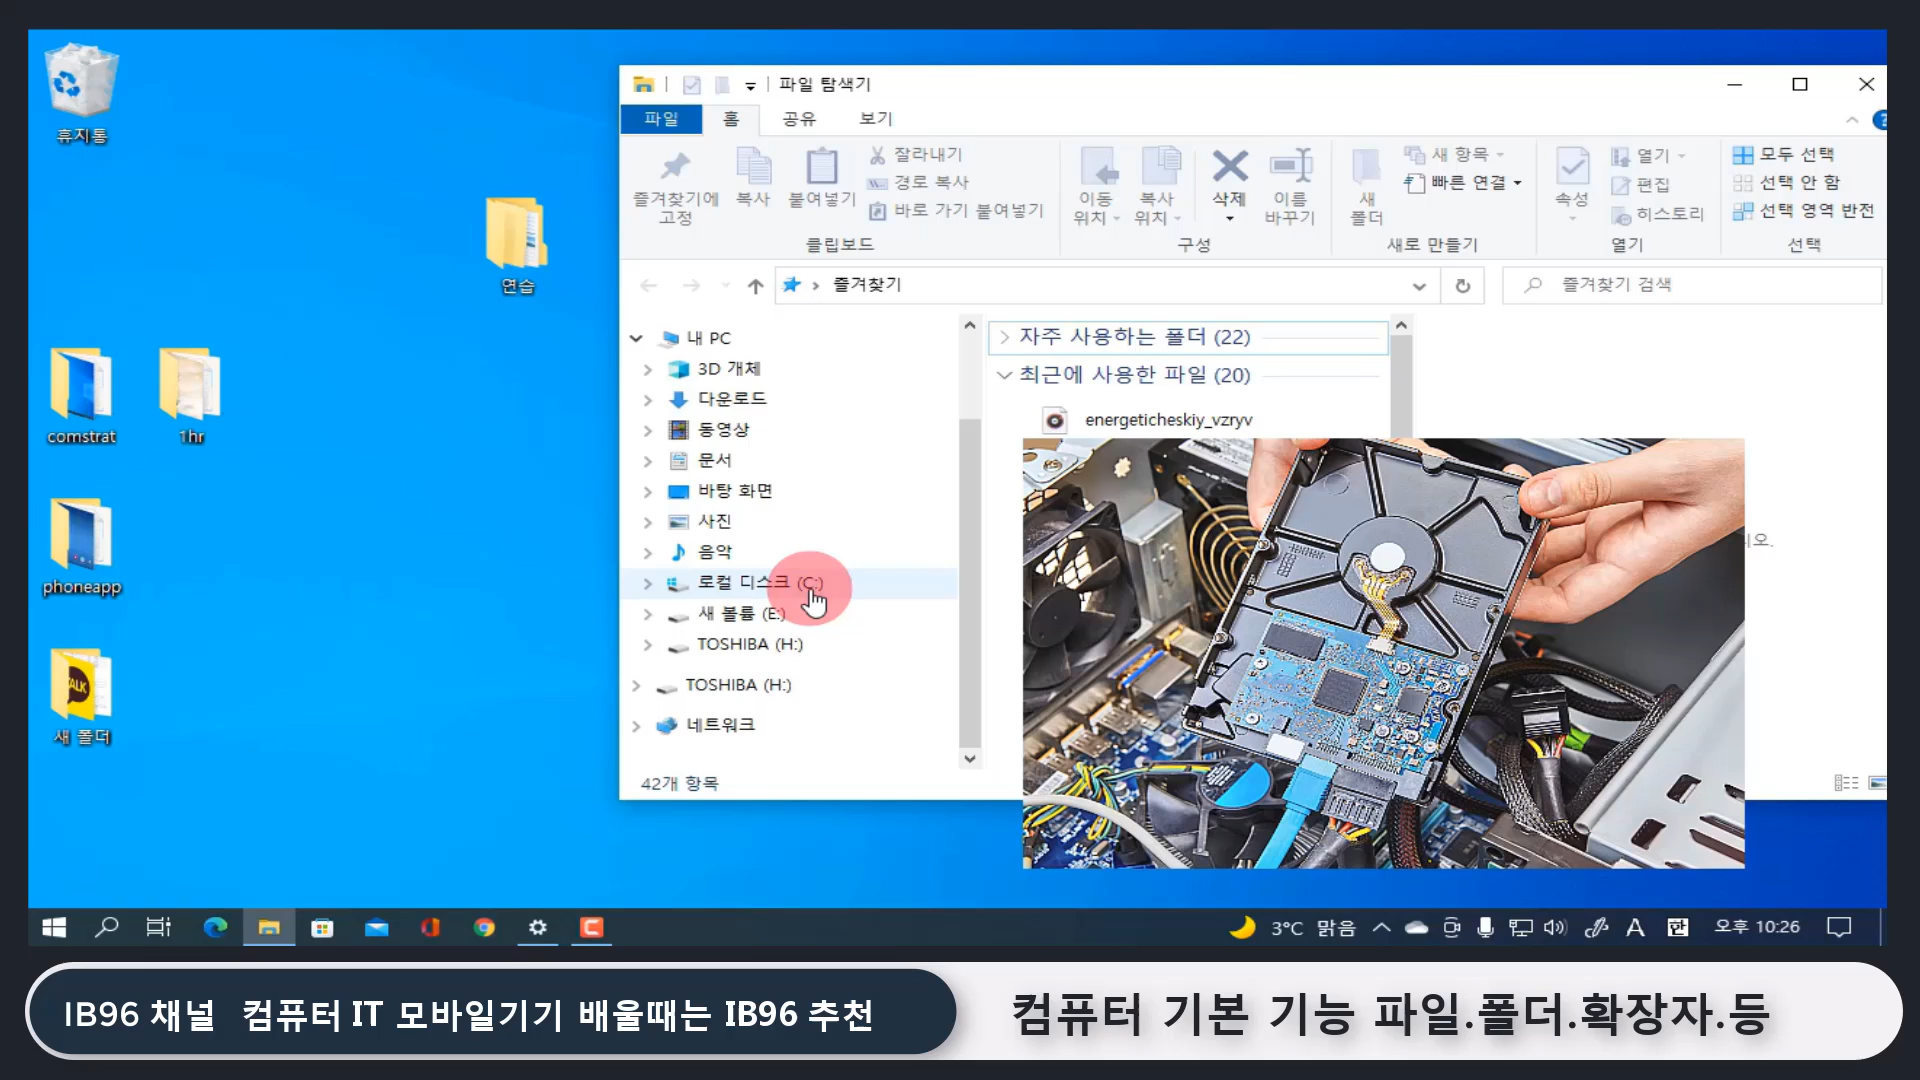 휴지통
연습
comstrat
1hr
phoneapp
TALK
새 폴더
파일 탐색기
파일 홈 공유 보기
즐겨찾기에 고정
복사
붙여넣기
잘라내기
경로 복사
바로 가기 붙여넣기
클립보드
이동 위치
복사 위치
삭제
이름 바꾸기
구성
새 폴더
새 항목
빠른 연결
새로 만들기
속성
열기
편집
히스토리
열기
모두 선택
선택 안 함
선택 영역 반전
선택
즐겨찾기
즐겨찾기 검색
내 PC
3D 개체
다운로드
동영상
문서
바탕 화면
사진
음악
로컬 디스크 (C:)
새 볼륨 (E:)
TOSHIBA (H:)
TOSHIBA (H:)
네트워크
42개 항목
자주 사용하는 폴더 (22)
최근에 사용한 파일 (20)
energeticheskiy_vzryv
오.
3°C 맑음
A
한
오후 10:26
IB96 채널 컴퓨터 IT 모바일기기 배울때는 IB96 추천
컴퓨터 기본 기능 파일.폴더.확장자.등